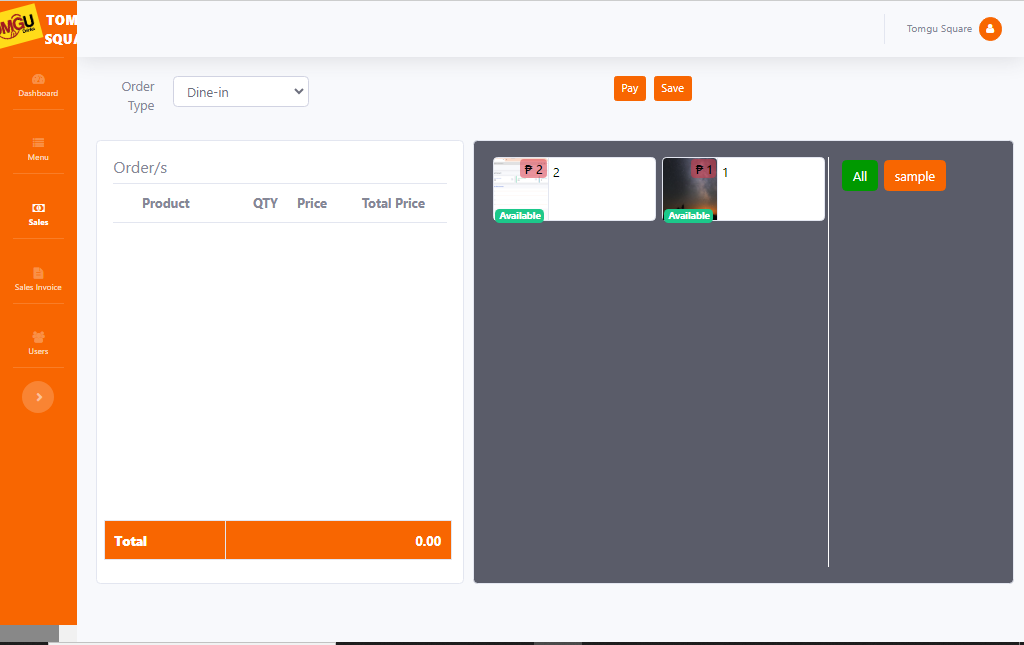 TOM
SQUA
Dashboard
Menu
Sales
Sales Invoice
Users
Tomgu Square
Order
Type
Dine-in
Pay
Save
Order/s
Product QTY Price Total Price
Total 0.00
₱ 2
2
Available
₱ 1
1
Available
All
sample